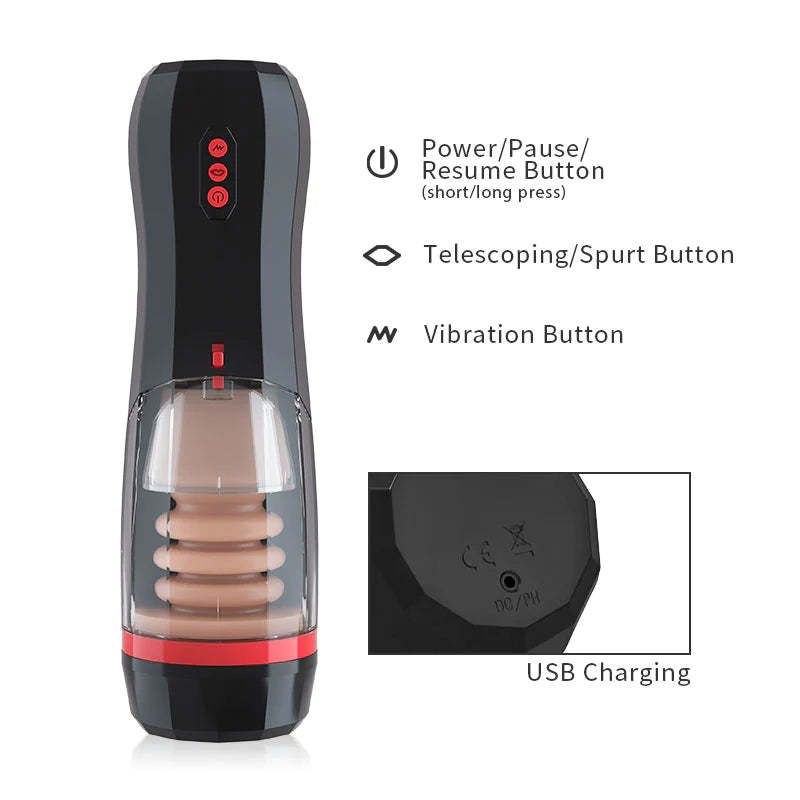 Power/Pause/
Resume Button
(short/long press)
Telescoping/Spurt Button
Vibration Button
CE
DC/PH
USB Charging